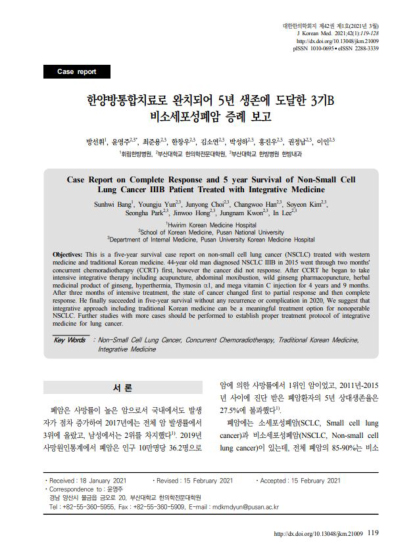 대한한의학회지 제42권 제1호(2021년 3월)
J Korean Med. 2021;42(1):119-128
http://dx.doi.org/10.13048/jkm.21009
pISSN 1010-0695 • eISSN 2288-3339
Case report
한양방통합치료로 완치되어 5년 생존에 도달한 3기B
비소세포성폐암 증례 보고
방선휘1, 윤영주2,3*, 최준용2,3, 한창우2,3, 김소연2,3, 박성하2,3, 홍진우2,3, 권정남2,3, 이인2,3
1휘림한방병원, 2부산대학교 한의학전문대학원, 3부산대학교 한방병원 한방내과
Case Report on Complete Response and 5 year Survival of Non-Small Cell
Lung Cancer IIIB Patient Treated with Integrative Medicine
Sunhwi Bang1, Youngju Yun2,3, Junyong Choi2,3, Changwoo Han2,3, Soyeon Kim2,3,
Seongha Park2,3, Jinwoo Hong2,3, Jungnam Kwon2,3, In Lee2,3
1Hwirim Korean Medicine Hospital
2School of Korean Medicine, Pusan National University
3Department of Internal Medicine, Pusan University Korean Medicine Hospital
Objectives: This is a five-year survival case report on non-small cell lung cancer (NSCLC) treated with western
medicine and traditional Korean medicine. 44-year old man diagnosed NSCLC IIIB in 2015 went through two months'
concurrent chemoradiotherapy (CCRT) first, however the cancer did not response. After CCRT he began to take
intensive integrative therapy including acupuncture, abdominal moxibustion, wild ginseng pharmacopuncture, herbal
medicinal product of ginseng, hyperthermia, Thymosin α1, and mega vitamin C injection for 4 years and 9 months.
After three months of intensive treatment, the state of cancer changed first to partial response and then complete
response. He finally succeeded in five-year survival without any recurrence or complication in 2020. We suggest that
integrative approach including traditional Korean medicine can be a meaningful treatment option for nonoperable
NSCLC. Further studies with more cases should be performed to establish proper treatment protocol of integrative
medicine for lung cancer.
Key Words : Non-Small Cell Lung Cancer, Concurrent Chemoradiotherapy, Traditional Korean Medicine,
Integrative Medicine
서 론
폐암은 사망률이 높은 암으로서 국내에서도 발생
자가 점차 증가하여 2017년에는 전체 암 발생률에서
3위에 올랐고, 남성에서는 2위를 차지했다1). 2019년
사망원인통계에서 폐암은 인구 10만명당 36.2명으로
암에 의한 사망률에서 1위인 암이었고, 2011년-2015
년 사이에 진단 받은 폐암환자의 5년 상대생존율은
27.5%에 불과했다2).
폐암에는 소세포성폐암(SCLC, Small cell lung
cancer)과 비소세포성폐암(NSCLC, Non-small cell
lung cancer)이 있는데, 전체 폐암의 85-90%는 비소
• Received : 18 January 2021 • Revised : 15 February 2021 • Accepted : 15 February 2021
• Correspondence to : 윤영주
경남 양산시 물금읍 금오로 20, 부산대학교 한의학전문대학원
Tel : +82-55-360-5955, Fax : +82-55-360-5909, E-mail : mdkmdyun@pusan.ac.kr
http://dx.doi.org/10.13048/jkm.21009 119